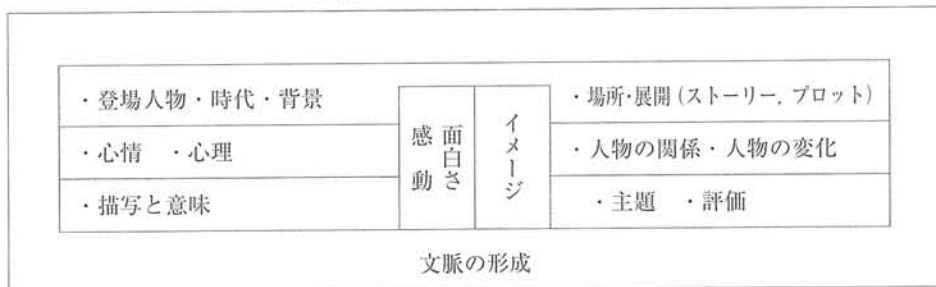 ・登場人物・時代・背景
・心情　・心理
・描写と意味
面白さ
感動
イメージ
・場所・展開(ストーリー，プロット)
・人物の関係・人物の変化
・主題　・評価
文脈の形成